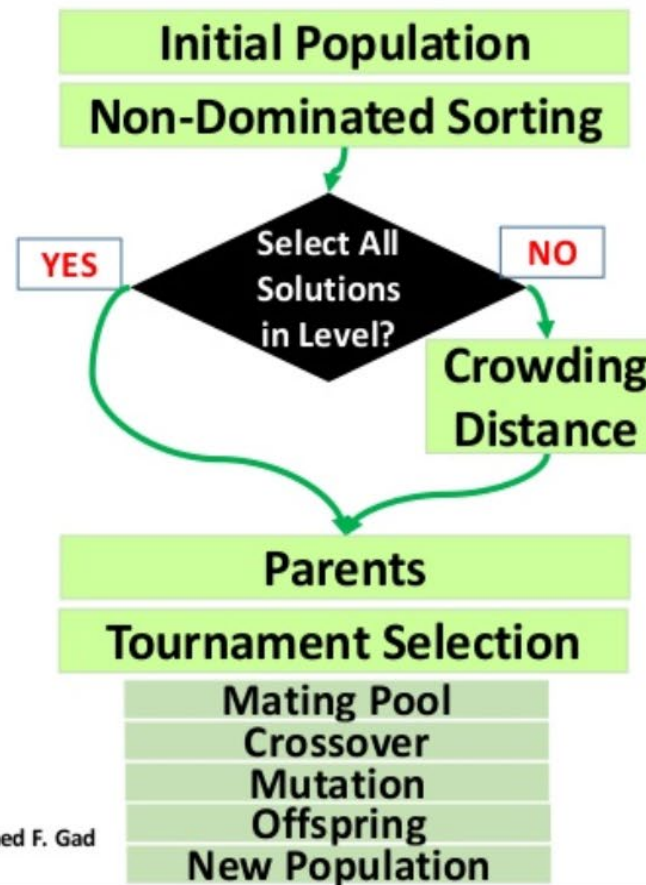 Initial Population
Non-Dominated Sorting
YES
Select All
Solutions
in Level?
NO
Crowding
Distance
Parents
Tournament Selection
Mating Pool
Crossover
Mutation
Offspring
F. Gad
New Population